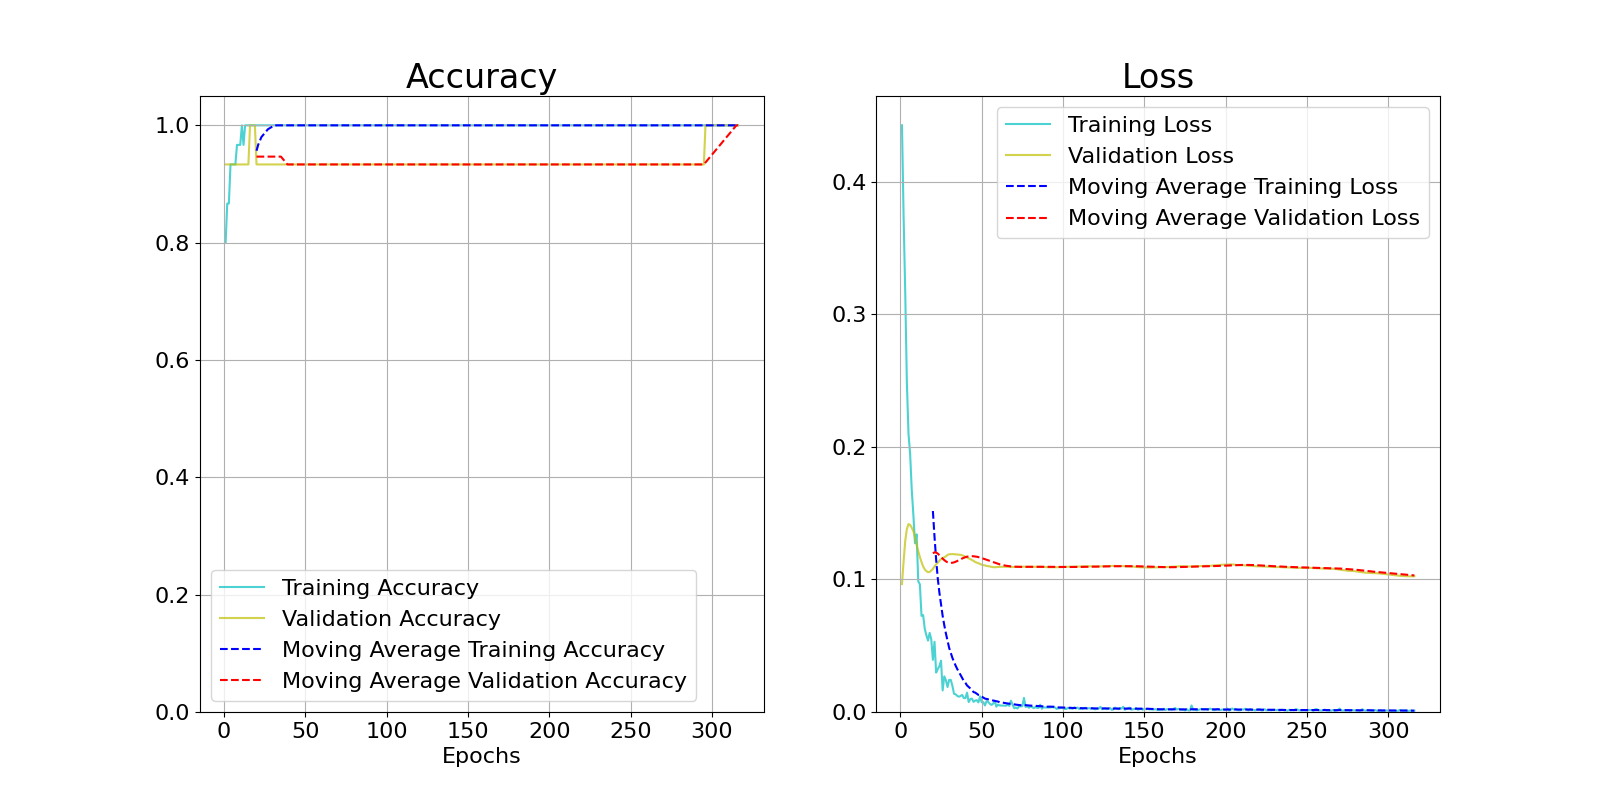 Accuracy
1.0
0.8
0.6
0.4
0.2
0.0
Training Accuracy
Validation Accuracy
Moving Average Training Accuracy
Moving Average Validation Accuracy
0 50 100 150 200 250 300
Epochs
Loss
0.4
0.3
0.2
0.1
0.0
Training Loss
Validation Loss
Moving Average Training Loss
Moving Average Validation Loss
0 50 100 150 200 250 300
Epochs